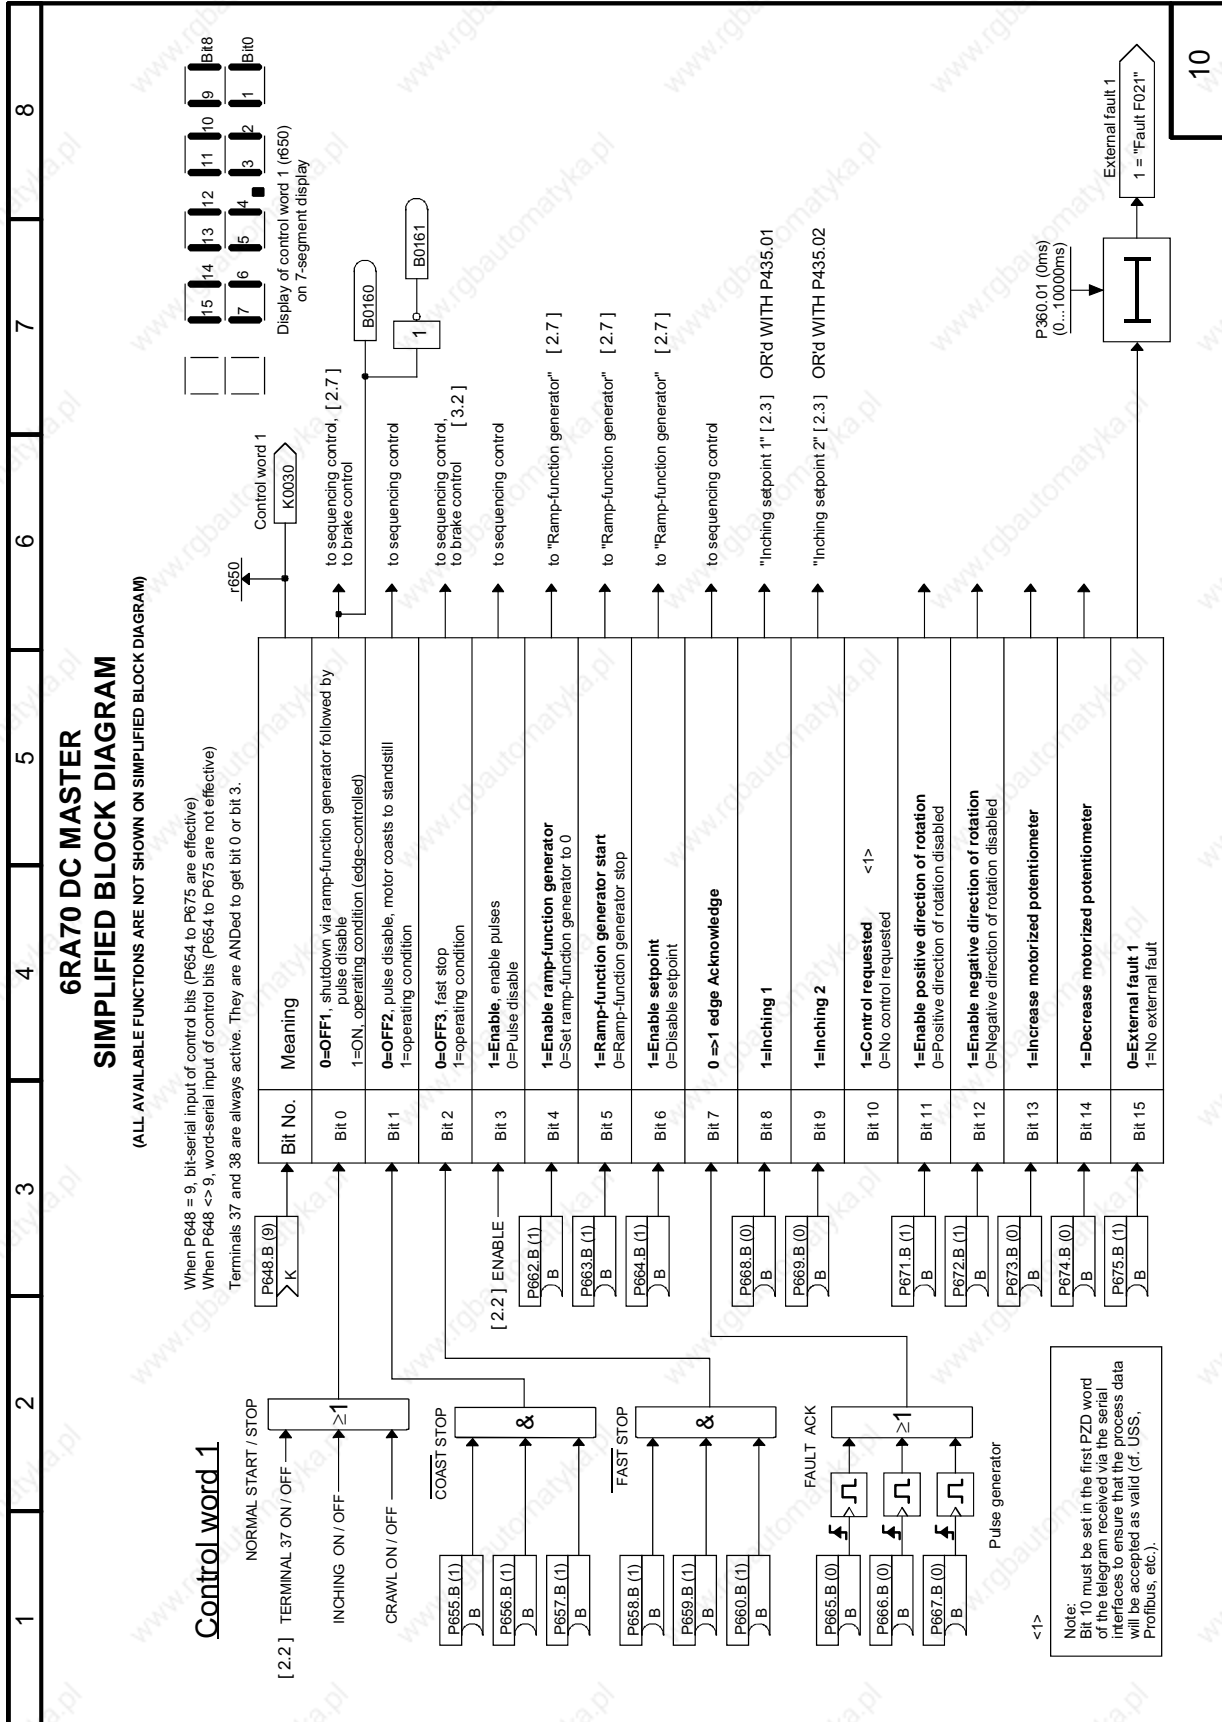 1 2 3 4 5 6 7 8
6RA70 DC MASTER
SIMPLIFIED BLOCK DIAGRAM
(ALL AVAILABLE FUNCTIONS ARE NOT SHOWN ON SIMPLIFIED BLOCK DIAGRAM)
When P648 = 9, bit-serial input of control bits (P654 to P675 are effective)
When P648 <> 9, word-serial input of control bits (P654 to P675 are not effective)
Terminals 37 and 38 are always active. They are ANDed to get bit 0 or bit 3.
Control word 1
15 14 13 12 11 10 9 Bit8
7 6 5 4 3 2 1 Bit0
Display of control word 1 (r650)
on 7-segment display
r650
Control word 1
K0030
P648.B (9)
K
Bit No. Meaning
NORMAL START / STOP
[ 2.2 ] TERMINAL 37 ON / OFF
INCHING ON / OFF
CRAWL ON / OFF
≥1
Bit 0
0=OFF1, shutdown via ramp-function generator followed by
pulse disable
1=ON, operating condition (edge-controlled)
to sequencing control, [ 2.7 ]
to brake control
B0160
1
B0161
COAST STOP
P655.B (1)
B
P656.B (1)
B
P657.B (1)
B
&
Bit 1
0=OFF2, pulse disable, motor coasts to standstill
1=operating condition
to sequencing control
FAST STOP
P658.B (1)
B
P659.B (1)
B
P660.B (1)
B
&
Bit 2
0=OFF3, fast stop
1=operating condition
to sequencing control,
to brake control [ 3.2 ]
[ 2.2 ] ENABLE
Bit 3
1=Enable, enable pulses
0=Pulse disable
to sequencing control
P662.B (1)
B
Bit 4
1=Enable ramp-function generator
0=Set ramp-function generator to 0
to "Ramp-function generator" [ 2.7 ]
P663.B (1)
B
Bit 5
1=Ramp-function generator start
0=Ramp-function generator stop
to "Ramp-function generator" [ 2.7 ]
P664.B (1)
B
Bit 6
1=Enable setpoint
0=Disable setpoint
to "Ramp-function generator" [ 2.7 ]
FAULT ACK
P665.B (0)
B
P666.B (0)
B
P667.B (0)
B
≥1
Pulse generator
Bit 7
0 =>1 edge Acknowledge
to sequencing control
P668.B (0)
B
Bit 8
1=Inching 1
"Inching setpoint 1" [ 2.3 ] OR'd WITH P435.01
P669.B (0)
B
Bit 9
1=Inching 2
"Inching setpoint 2" [ 2.3 ] OR'd WITH P435.02
Bit 10
1=Control requested <1>
0=No control requested
P671.B (1)
B
Bit 11
1=Enable positive direction of rotation
0=Positive direction of rotation disabled
P672.B (1)
B
Bit 12
1=Enable negative direction of rotation
0=Negative direction of rotation disabled
P673.B (0)
B
Bit 13
1=Increase motorized potentiometer
P674.B (0)
B
Bit 14
1=Decrease motorized potentiometer
P675.B (1)
B
Bit 15
0=External fault 1
1=No external fault
P360.01 (0ms)
(0...10000ms)
External fault 1
1 = "Fault F021"
<1>
Note:
Bit 10 must be set in the first PZD word
of the telegram received via the serial
interfaces to ensure that the process data
will be accepted as valid (cf. USS,
Profibus, etc.).
10
www.rgbautomatyka.pl